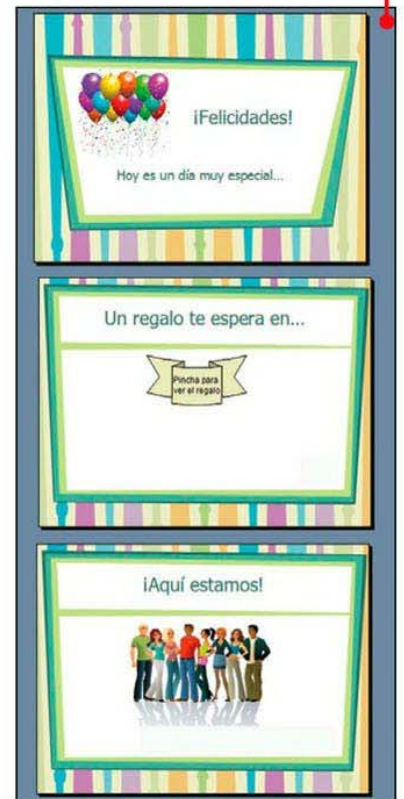 ¡Felicidades!
Hoy es un día muy especial...
Un regalo te espera en...
Pincha para
ver el regalo
¡Aquí estamos!